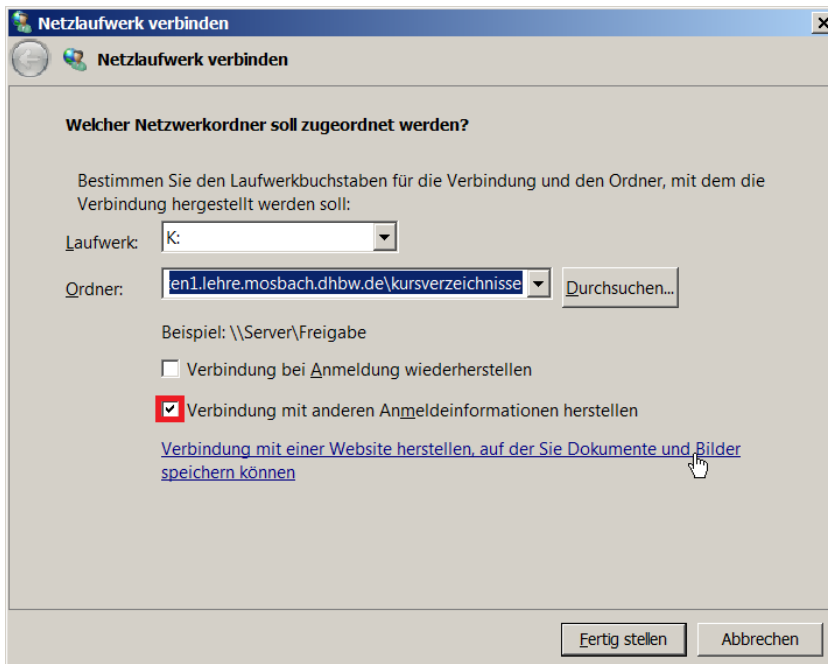 Netzlaufwerk verbinden
Netzlaufwerk verbinden
Welcher Netzwerkordner soll zugeordnet werden?
Bestimmen Sie den Laufwerkbuchstaben für die Verbindung und den Ordner, mit dem die
Verbindung hergestellt werden soll:
Laufwerk: K:
Ordner: en1.lehre.mosbach.dhbw.de\kursverzeichnisse Durchsuchen...
Beispiel: \\Server\Freigabe
Verbindung bei Anmeldung wiederherstellen
Verbindung mit anderen Anmeldeinformationen herstellen
Verbindung mit einer Website herstellen, auf der Sie Dokumente und Bilder
speichern können
Fertig stellen Abbrechen